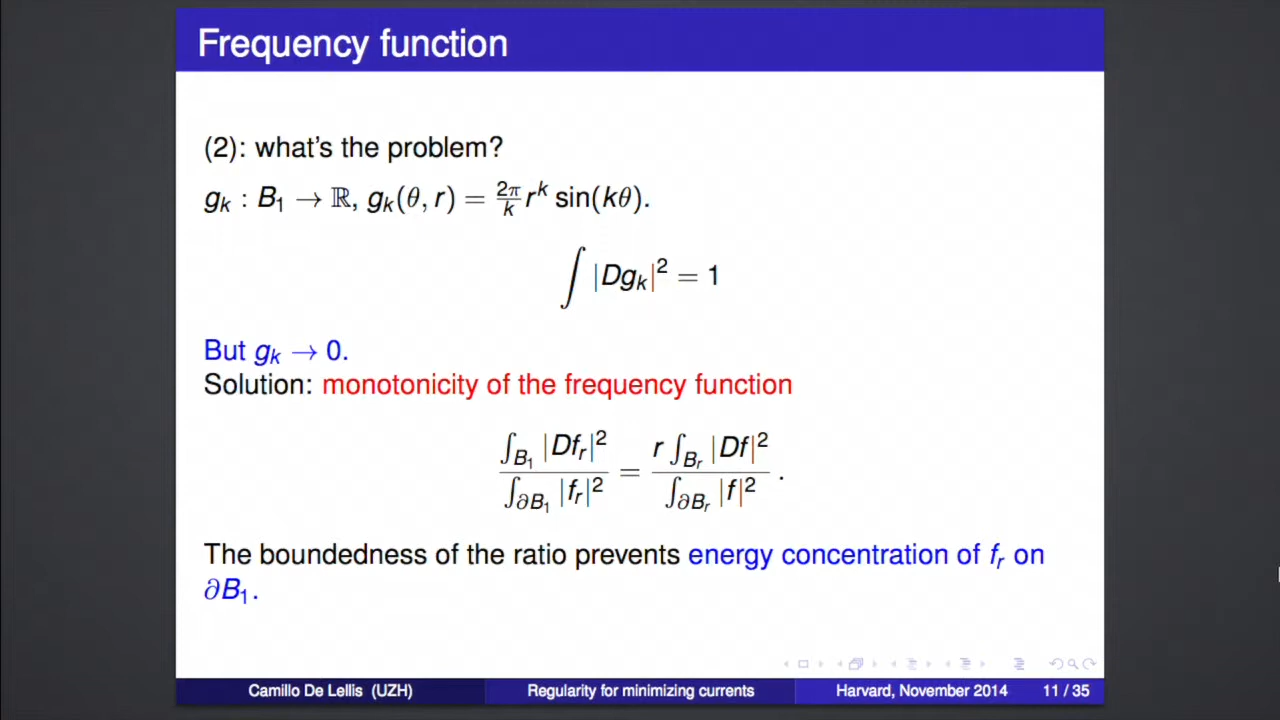 Frequency function
(2): what's the problem?
g_k : B_1 → ℝ, g_k(θ, r) = \frac{2π}{k} r^k sin(kθ).
∫ |Dg_k|^2 = 1
But g_k → 0.
Solution: monotonicity of the frequency function
\frac{∫_{B_1} |Df_r|^2}{∫_{∂B_1} |f_r|^2} = \frac{r ∫_{B_r} |Df|^2}{∫_{∂B_r} |f|^2} .
The boundedness of the ratio prevents energy concentration of f_r on
∂B_1.
Camillo De Lellis (UZH) Regularity for minimizing currents Harvard, November 2014 11 / 35